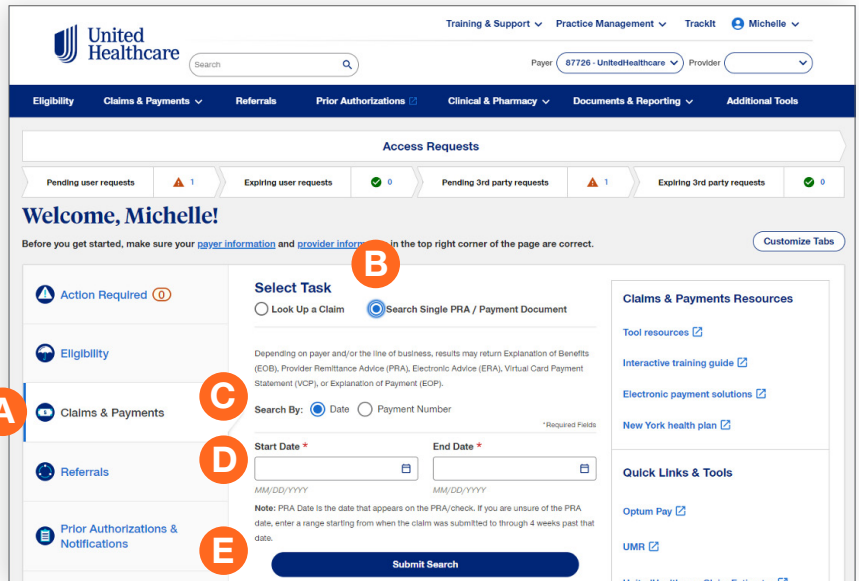 Training & Support Practice Management TrackIt Michelle
United
Healthcare
Search
Payer 87726 - UnitedHealthcare Provider
Eligibility Claims & Payments Referrals Prior Authorizations Clinical & Pharmacy Documents & Reporting Additional Tools
Access Requests
Pending user requests 1 Expiring user requests 0 Pending 3rd party requests 1 Expiring 3rd party requests 0
Welcome, Michelle!
Before you get started, make sure your payer information and provider in the top right corner of the page are correct.
Customize Tabs
Action Required 0
Eligibility
A
Claims & Payments
Referrals
Prior Authorizations &
Notifications
B
Select Task
Look Up a Claim Search Single PRA / Payment Document
Depending on payer and/or the line of business, results may return Explanation of Benefits
(EOB), Provider Remittance Advice (PRA), Electronic Advice (ERA), Virtual Card Payment
Statement (VCP), or Explanation of Payment (EOP).
C
Search By: Date Payment Number
*Required Fields
D
Start Date * End Date *
MM/DD/YYYY MM/DD/YYYY
Note: PRA Date is the date that appears on the PRA/check. If you are unsure of the PRA
date, enter a range starting from when the claim was submitted to through 4 weeks past that
date.
E
Submit Search
Claims & Payments Resources
Tool resources
Interactive training guide
Electronic payment solutions
New York health plan
Quick Links & Tools
Optum Pay
UMR